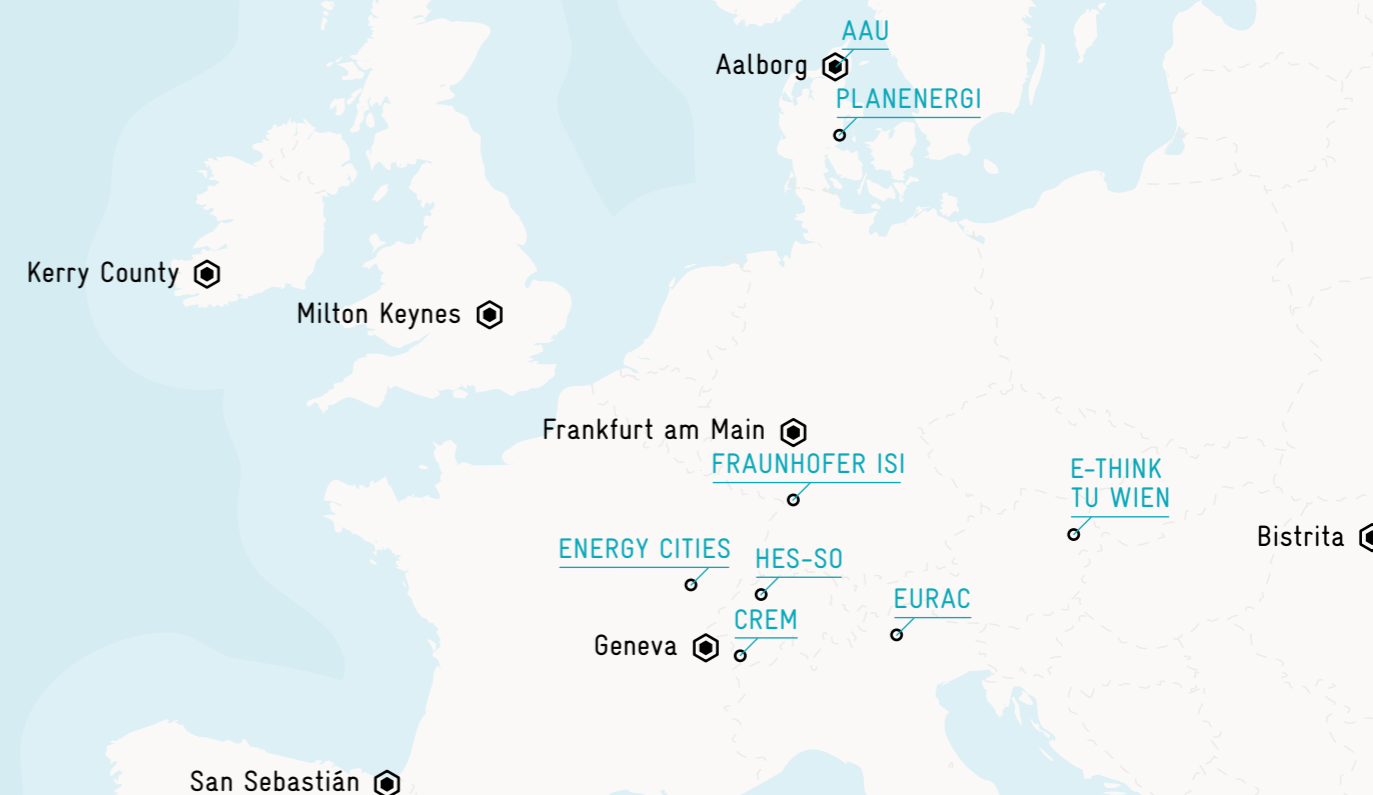 AAU
Aalborg
PLANENERGI
Kerry County
Milton Keynes
Frankfurt am Main
FRAUNHOFER ISI
E-THINK
TU WIEN
Bistrita
ENERGY CITIES
HES-SO
EURAC
CREM
Geneva
San Sebastián